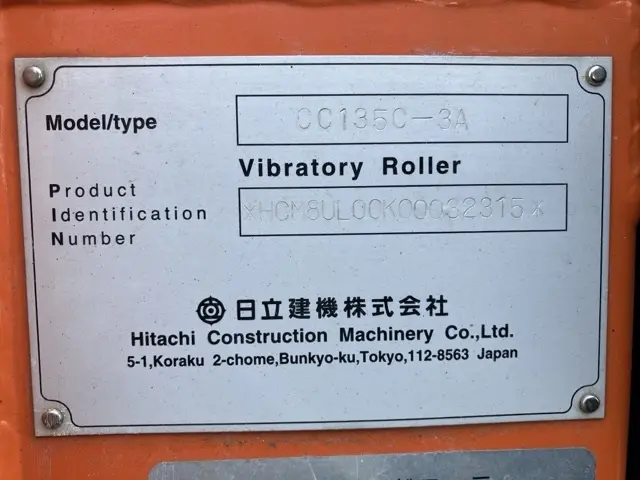 Model/type CC135C-3A
Vibratory Roller
Product
Identification
Number
*HCM8UL00K00032315*
日立建機株式会社
Hitachi Construction Machinery Co.,Ltd.
5-1,Koraku 2-chome,Bunkyo-ku,Tokyo,112-8563 Japan